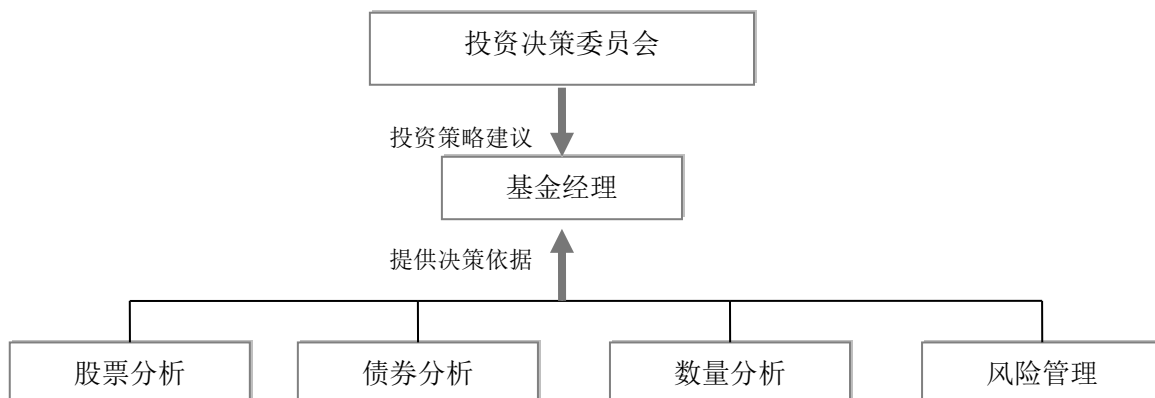 投资决策委员会
投资策略建议
基金经理
提供决策依据
股票分析
债券分析
数量分析
风险管理